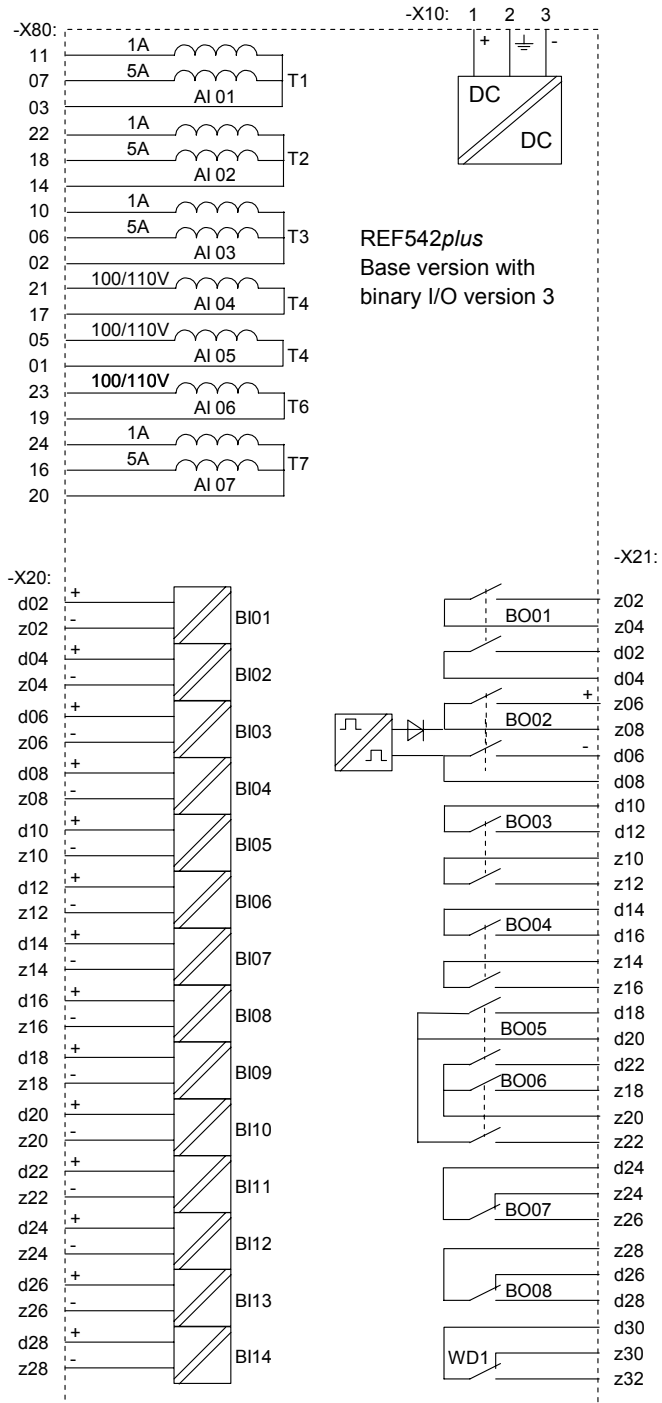 -X10: 1 2 3
-X80:
+ -
11 1A
07 5A T1
03 AI 01
22 1A
18 5A T2
14 AI 02
10 1A
06 5A T3
02 AI 03
21 100/110V
17 AI 04 T4
05 100/110V
01 AI 05 T4
23 100/110V
19 AI 06 T6
24 1A
16 5A T7
20 AI 07
DC
DC
REF542plus
Base version with
binary I/O version 3
-X20:
d02 + BI01
z02 -
d04 + BI02
z04 -
d06 + BI03
z06 -
d08 + BI04
z08 -
d10 + BI05
z10 -
d12 + BI06
z12 -
d14 + BI07
z14 -
d16 + BI08
z16 -
d18 + BI09
z18 -
d20 + BI10
z20 -
d22 + BI11
z22 -
d24 + BI12
z24 -
d26 + BI13
z26 -
d28 + BI14
z28 -
-X21:
z02
BO01 z04
d02
d04
+ z06
BO02 z08
- d06
d08
d10
BO03 d12
z10
z12
d14
BO04 d16
z14
z16
d18
BO05 d20
d22
BO06 z18
z20
z22
d24
z24
BO07 z26
z28
d26
BO08 d28
d30
WD1 z30
z32